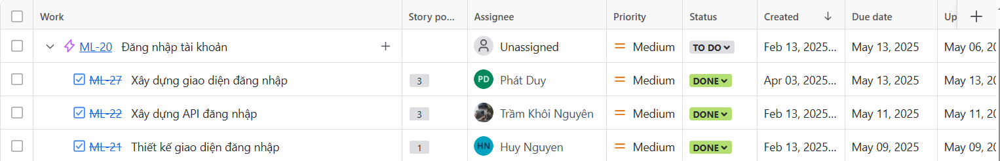 Work Story po... Assignee Priority Status Created Due date Up
ML-20 Đăng nhập tài khoản Unassigned Medium TO DO Feb 13, 2025... May 13, 2025 May 06, 20
ML-27 Xây dựng giao diện đăng nhập 3 PD Phát Duy Medium DONE Apr 03, 2025... May 13, 2025 May 13, 20
ML-22 Xây dựng API đăng nhập 3 Trầm Khôi Nguyên Medium DONE Feb 13, 2025... May 11, 2025 May 11, 20
ML-21 Thiết kế giao diện đăng nhập 1 HN Huy Nguyen Medium DONE Feb 13, 2025... May 09, 2025 May 09, 20